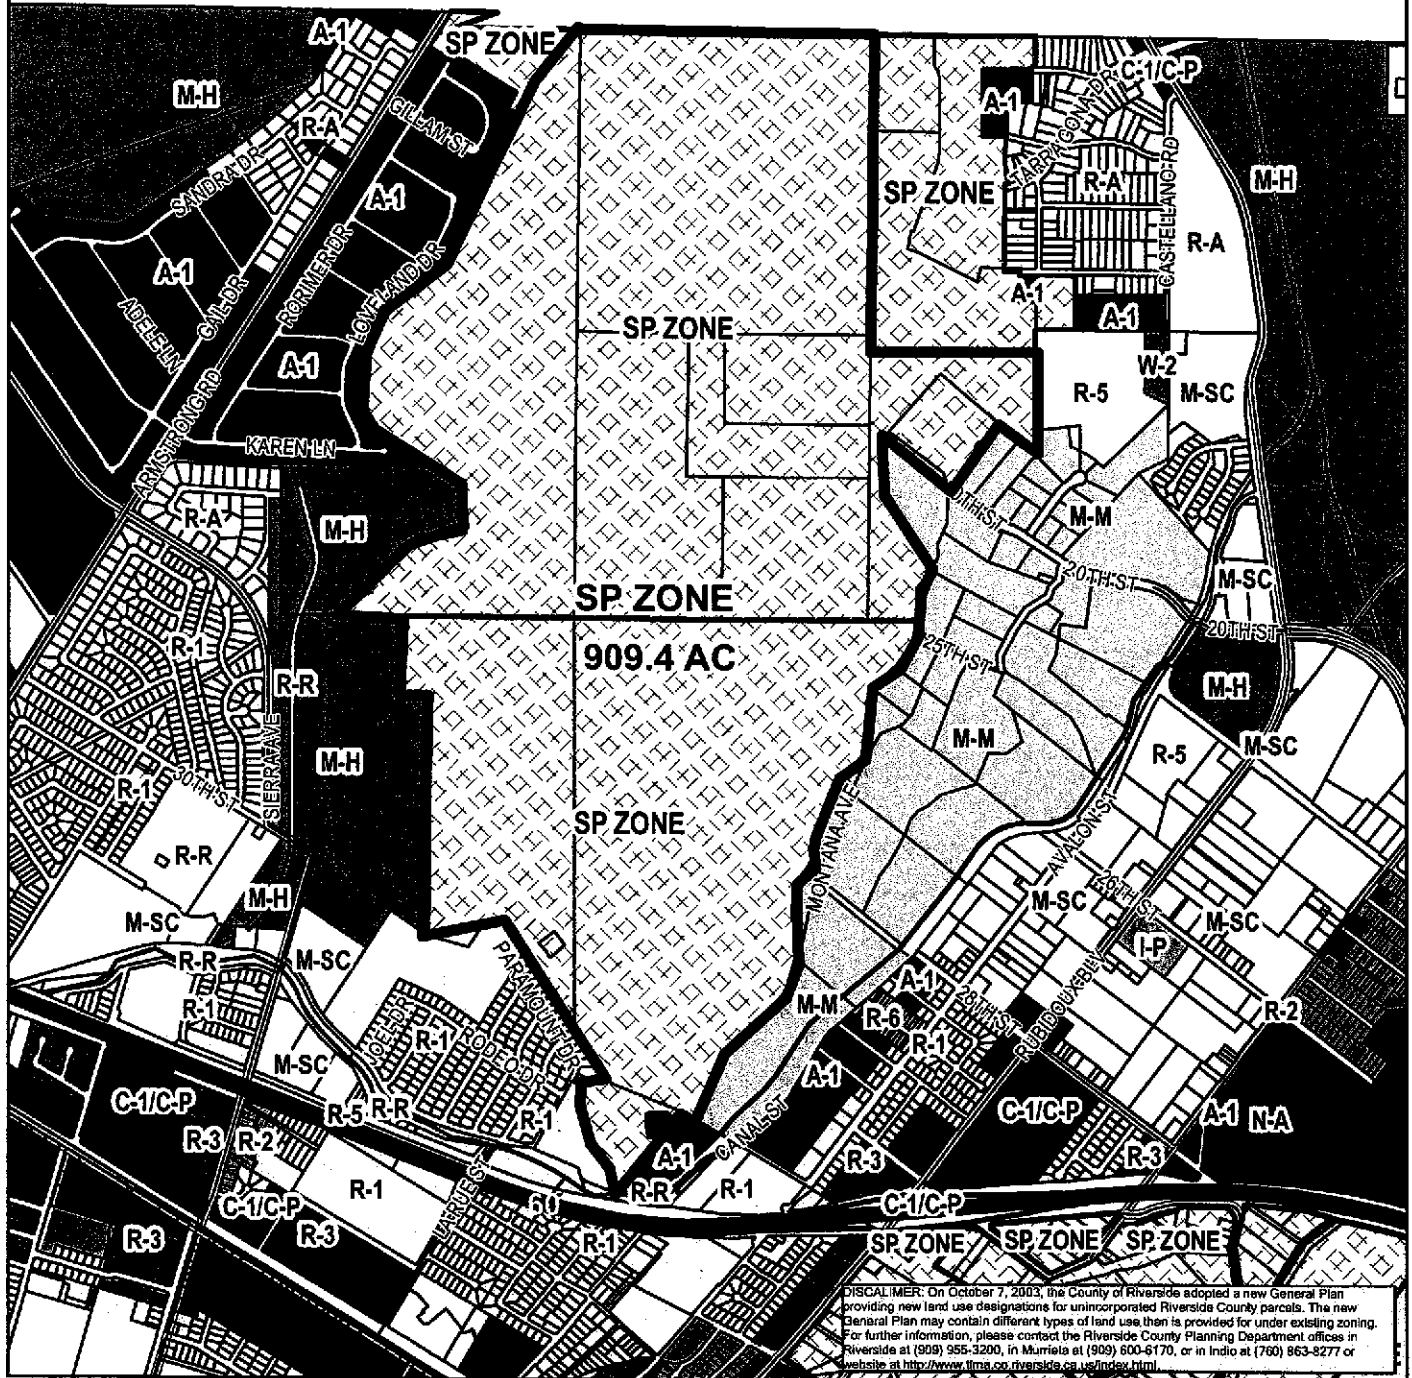 A-1
SP ZONE
C-1/C-P
M-H
A-1
GILLAM ST
R-A
TARRAGONA DR
SANDRA DR
R-A
M-H
A-1
SP ZONE
CASTELLANO RD
R-A
RORIMER DR
LOVELAND DR
A-1
A-1
A-1
ADELE LN
SP ZONE
A-1
W-2
ARMSTRONG RD
R-5
M-SC
KAREN LN
R-A
M-H
M-M
20TH ST
M-SC
SP ZONE
20TH ST
R-1
909.4 AC
25TH ST
R-R
M-H
SIERRA AVE
M-M
M-SC
R-5
M-H
30TH ST
R-1
MONTANA AVE
SP ZONE
AVALON ST
R-R
26TH ST
M-H
M-SC
M-SC
M-SC
I-P
R-R
M-SC
PARAMOUNT DR
A-1
28TH ST
R-1
M-M
R-6
R-2
R-1
RODEO DR
R-1
RUBIDOUX BL
M-SC
A-1
C-1/C-P
R-5
R-R
C-1/C-P
R-1
A-1
N-A
R-3
R-2
CANAL ST
A-1
R-3
R-3
R-1
R-R
R-1
C-1/C-P
R-3
C-1/C-P
R-3
60
R-1
SP ZONE
SP ZONE
SP ZONE
DISCALIMER: On October 7, 2003, the County of Riverside adopted a new General Plan
providing new land use designations for unincorporated Riverside County parcels. The new
General Plan may contain different types of land use than is provided for under existing zoning.
For further information, please contact the Riverside County Planning Department offices in
Riverside at (909) 955-3200, in Murrieta at (909) 600-6170, or in Indio at (760) 863-8277 or
website at http://www.tlma.co.riverside.ca.us/index.html.